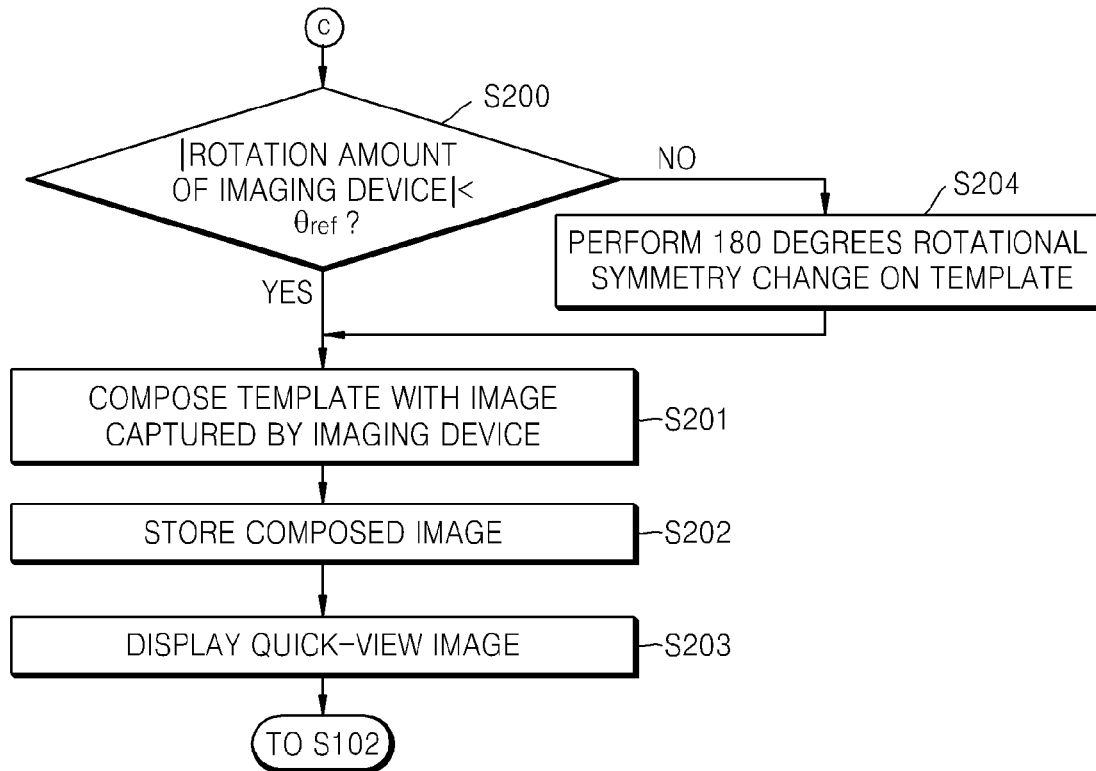 C
S200
|ROTATION AMOUNT
OF IMAGING DEVICE|<
θref ?
NO
S204
PERFORM 180 DEGREES ROTATIONAL
SYMMETRY CHANGE ON TEMPLATE
YES
COMPOSE TEMPLATE WITH IMAGE
CAPTURED BY IMAGING DEVICE
S201
STORE COMPOSED IMAGE
S202
DISPLAY QUICK-VIEW IMAGE
S203
TO S102